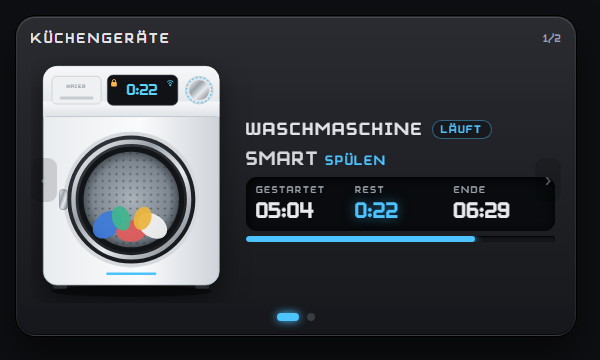 KÜCHENGERÄTE
1/2
HAIER
0:22
WASCHMASCHINE LÄUFT
SMART SPÜLEN
GESTARTET REST ENDE
05:04 0:22 06:29